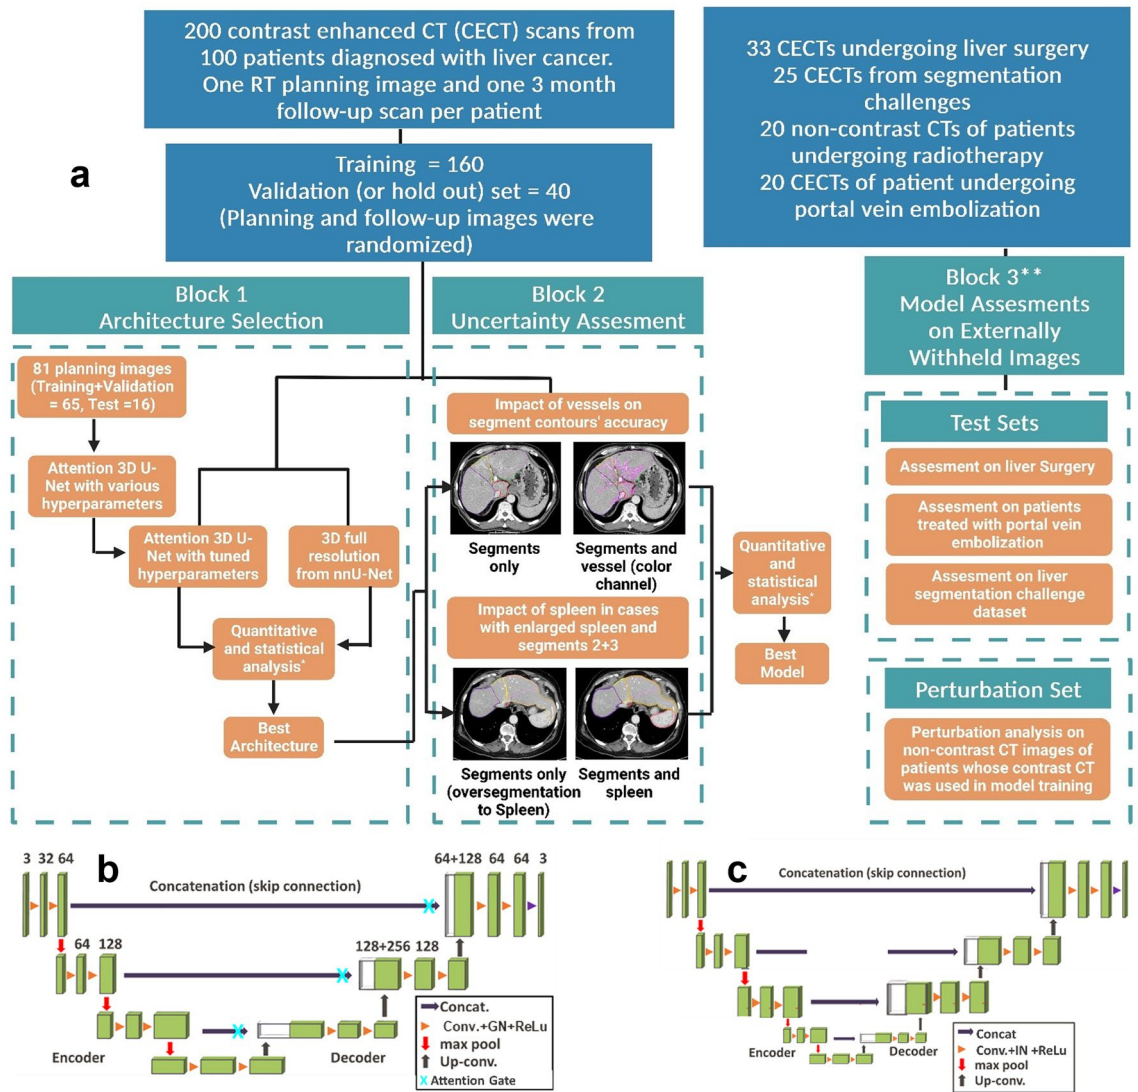 a
200 contrast enhanced CT (CECT) scans from
100 patients diagnosed with liver cancer.
One RT planning image and one 3 month
follow-up scan per patient
Training = 160
Validation (or hold out) set = 40
(Planning and follow-up images were
randomized)
33 CECTs undergoing liver surgery
25 CECTs from segmentation
challenges
20 non-contrast CTs of patients
undergoing radiotherapy
20 CECTs of patient undergoing
portal vein embolization
Block 1
Architecture Selection
81 planning images
(Training+Validation
= 65, Test =16)
Attention 3D U-
Net with various
hyperparameters
Attention 3D U-
Net with tuned
hyperparameters
3D full
resolution
from nnU-Net
Quantitative
and statistical
analysis*
Best
Architecture
Block 2
Uncertainty Assesment
Impact of vessels on
segment contours' accuracy
Segments
only
Segments and
vessel (color
channel)
Impact of spleen in cases
with enlarged spleen and
segments 2+3
Segments only
(oversegmentation
to Spleen)
Segments and
spleen
Quantitative
and
statistical
analysis*
Best
Model
Block 3**
Model Assesments
on Externally
Withheld Images
Test Sets
Assesment on liver Surgery
Assesment on patients
treated with portal vein
embolization
Assesment on liver
segmentation challenge
dataset
Perturbation Set
Perturbation analysis on
non-contrast CT images of
patients whose contrast CT
was used in model training
b
3 32 64
64+128 64 64 3
Concatenation (skip connection)
64 128
128+256 128
Encoder
Decoder
Concat.
Conv.+GN+ReLu
max pool
Up-conv.
Attention Gate
c
Concatenation (skip connection)
Encoder
Decoder
Concat
Conv.+IN +ReLu
max pool
Up-conv.